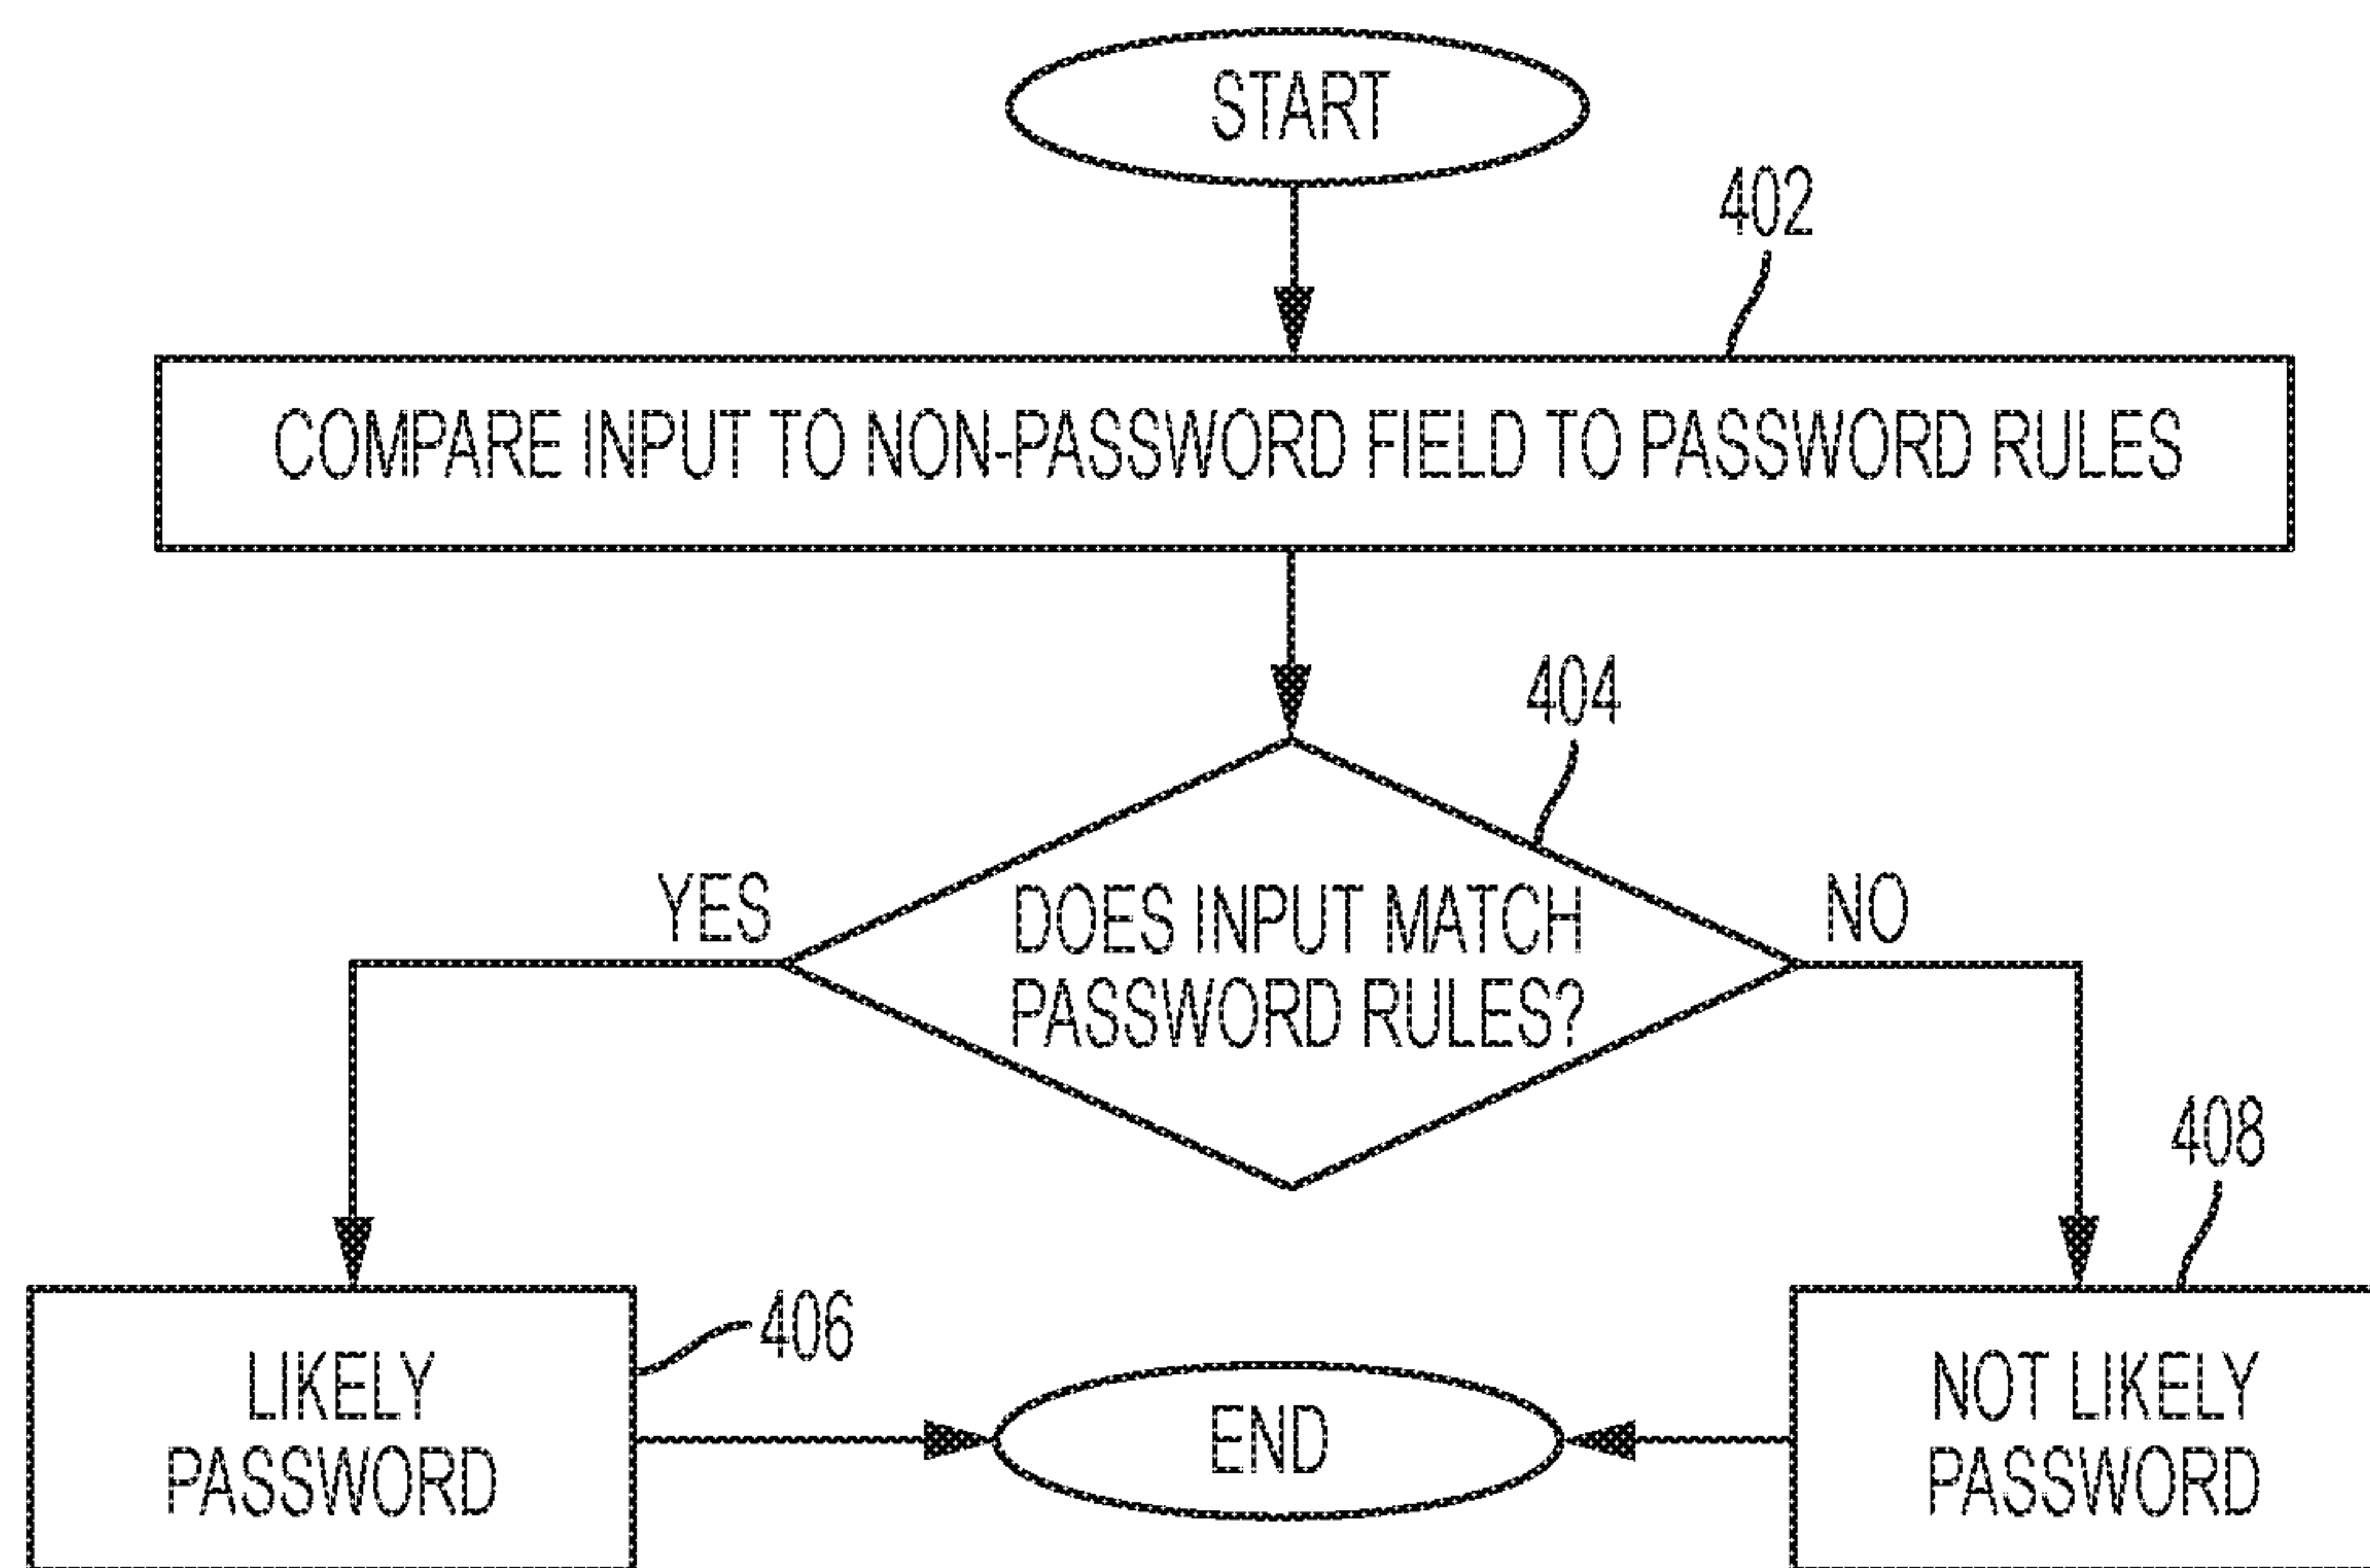 START
402
COMPARE INPUT TO NON-PASSWORD FIELD TO PASSWORD RULES
404
YES
DOES INPUT MATCH
PASSWORD RULES?
NO
408
406
LIKELY
PASSWORD
END
NOT LIKELY
PASSWORD